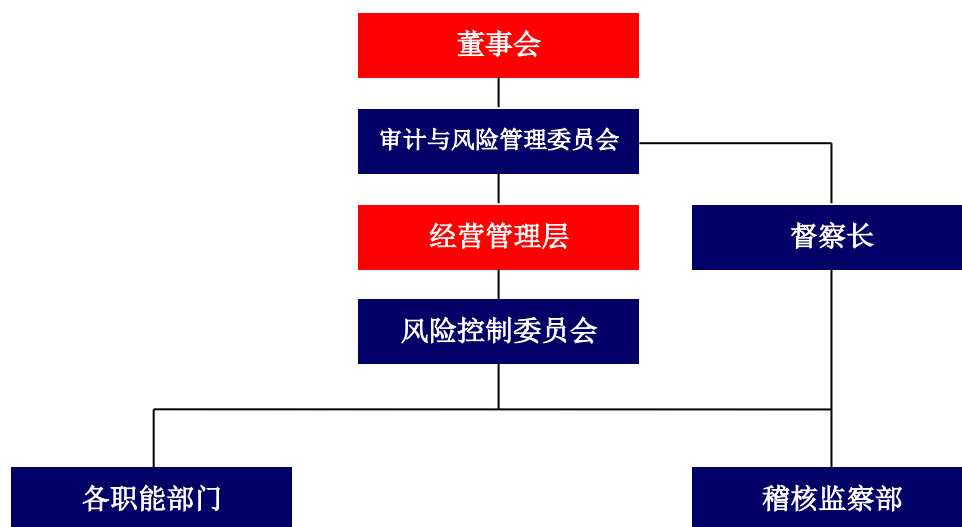 董事会
审计与风险管理委员会
经营管理层
督察长
风险控制委员会
各职能部门
稽核监察部